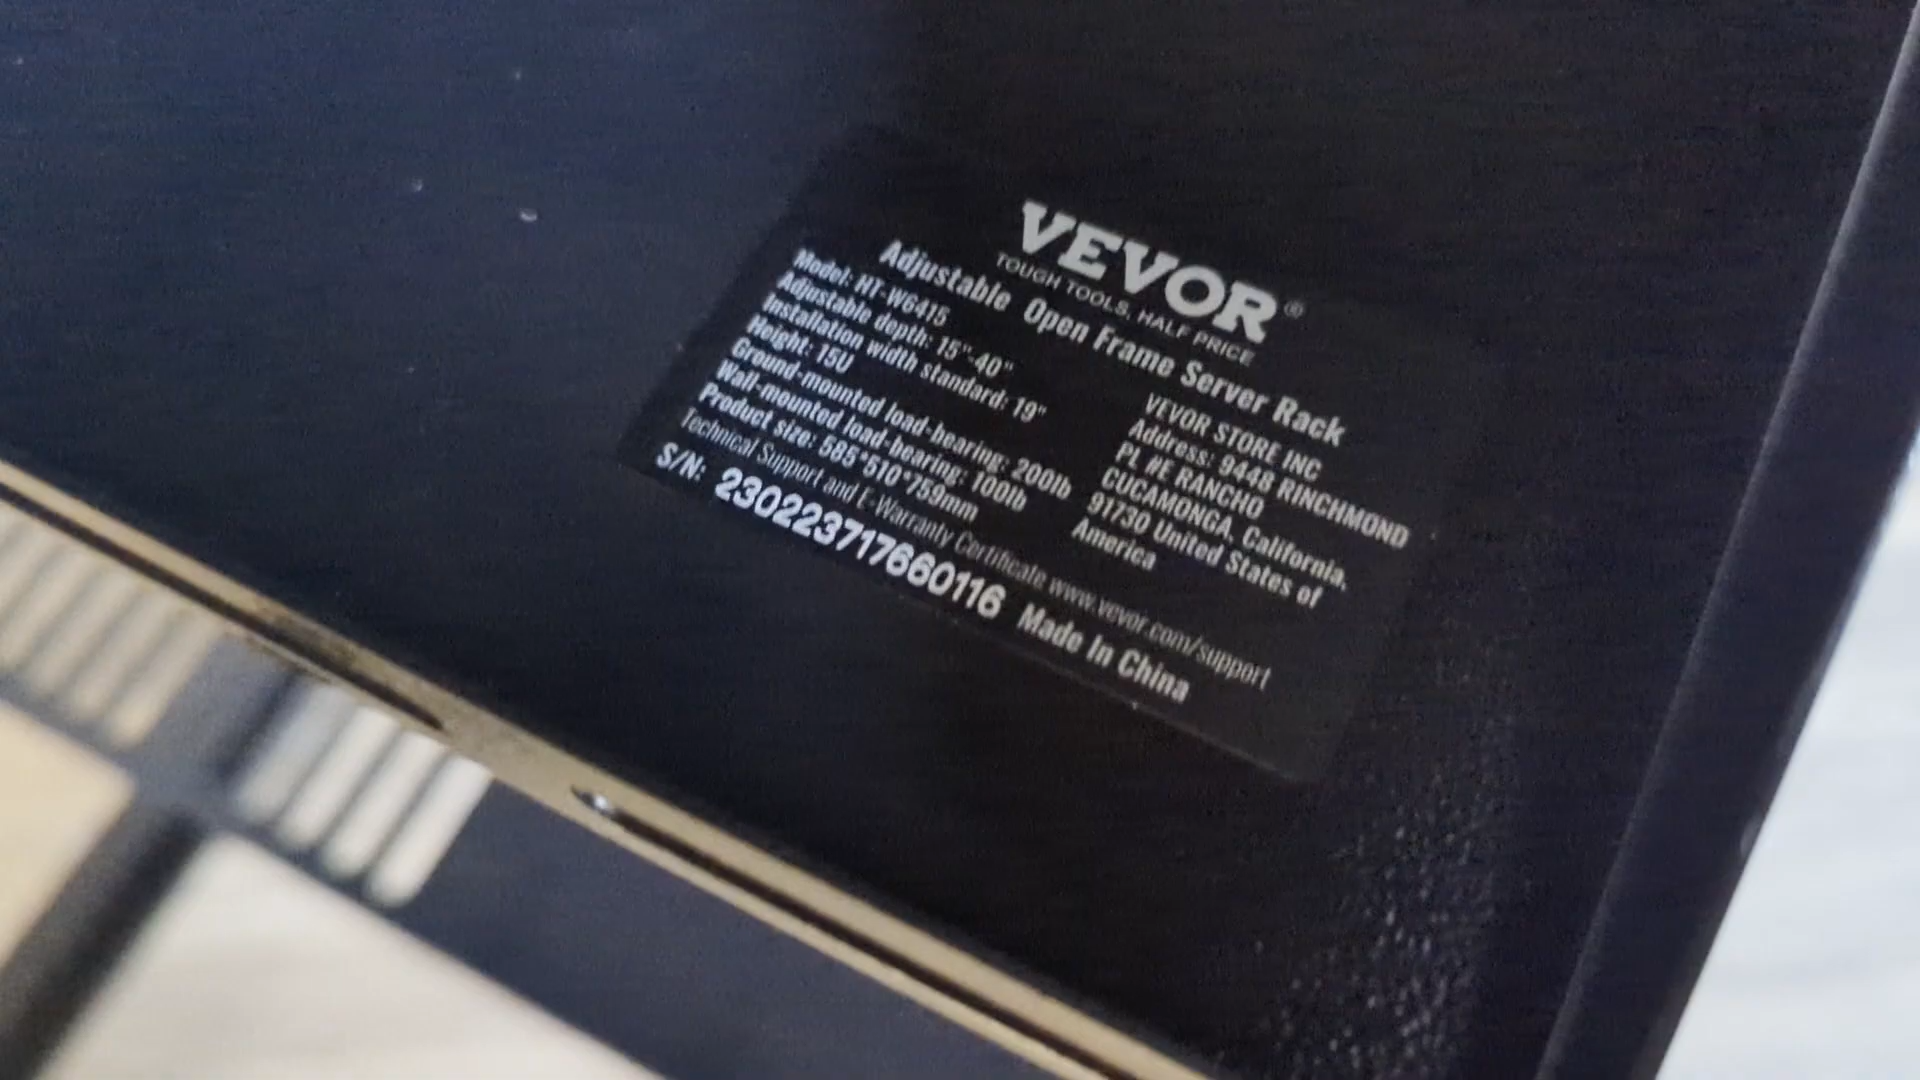 VEVOR®
TOUGH TOOLS, HALF PRICE
Adjustable Open Frame Server Rack
Model: HT-W6415
Adjustable depth: 15"-40"
Installation width standard: 19"
Height: 15U
Ground-mounted load-bearing: 200lb
Wall-mounted load-bearing: 100lb
Product size: 585*510*759mm
VEVOR STORE INC
Address: 9448 RINCHMOND
PL #E RANCHO
CUCAMONGA, California,
91730 United States of
America
Technical Support and E-Warranty Certificate www.vevor.com/support
S/N: 23022371766​0116 Made In China